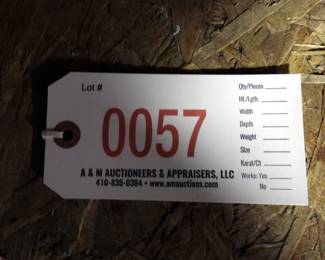 Lot #
0057
A & M AUCTIONEERS & APPRAISERS, LLC
410-835-0384 • www.amauctions.com
Qty/Pieces
Ht./Lgth.
Width
Depth
Weight
Size
Karat/Ct
Works: Yes
No